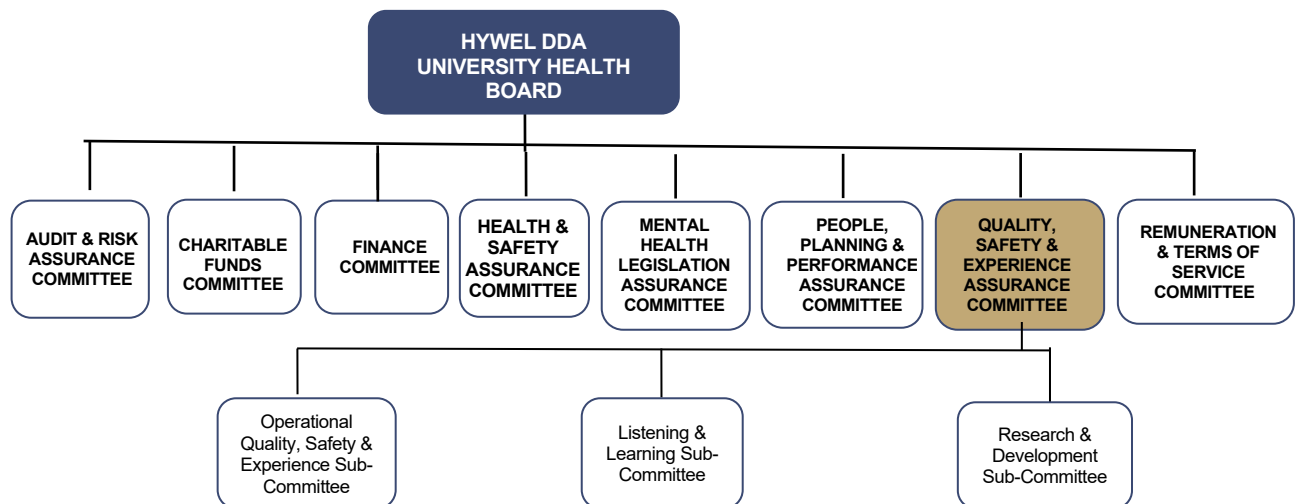 HYWEL DDA
UNIVERSITY HEALTH
BOARD
AUDIT & RISK
ASSURANCE
COMMITTEE
CHARITABLE
FUNDS
COMMITTEE
FINANCE
COMMITTEE
HEALTH &
SAFETY
ASSURANCE
COMMITTEE
MENTAL
HEALTH
LEGISLATION
ASSURANCE
COMMITTEE
PEOPLE,
PLANNING &
PERFORMANCE
ASSURANCE
COMMITTEE
QUALITY,
SAFETY &
EXPERIENCE
ASSURANCE
COMMITTEE
REMUNERATION
& TERMS OF
SERVICE
COMMITTEE
Operational
Quality, Safety &
Experience Sub-
Committee
Listening &
Learning Sub-
Committee
Research &
Development
Sub-Committee